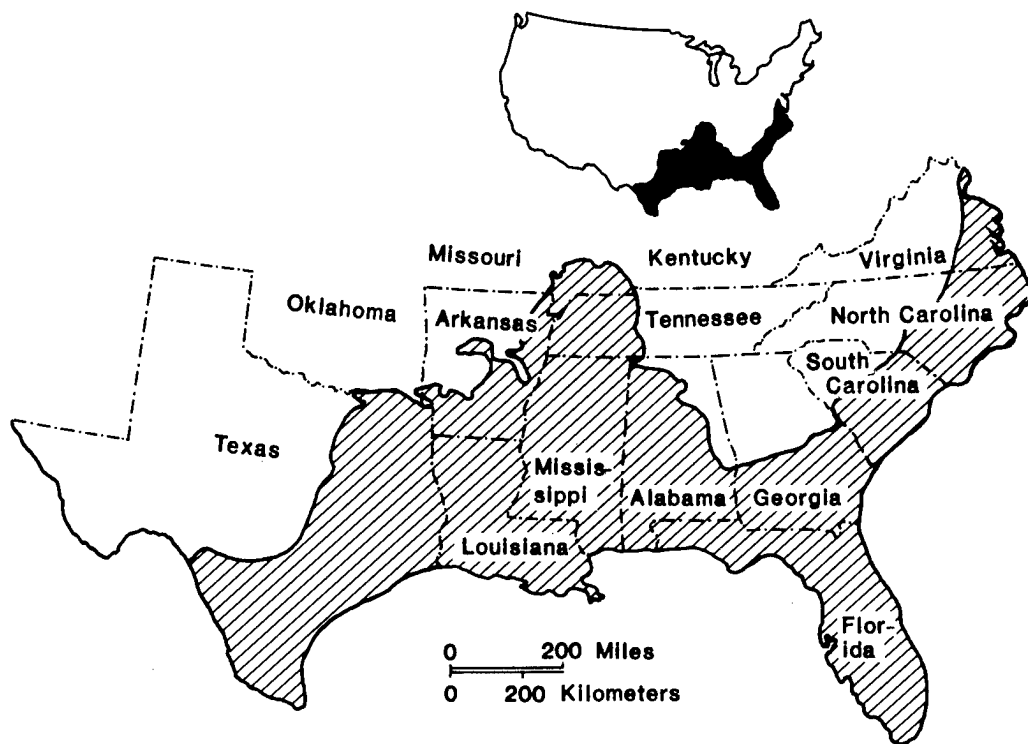 Missouri
Kentucky
Virginia
Oklahoma
Arkansas
Tennessee
North Carolina
South
Carolina
Texas
Missis-
sippi
Alabama
Georgia
Louisiana
Flor-
ida
0 200 Miles
0 200 Kilometers